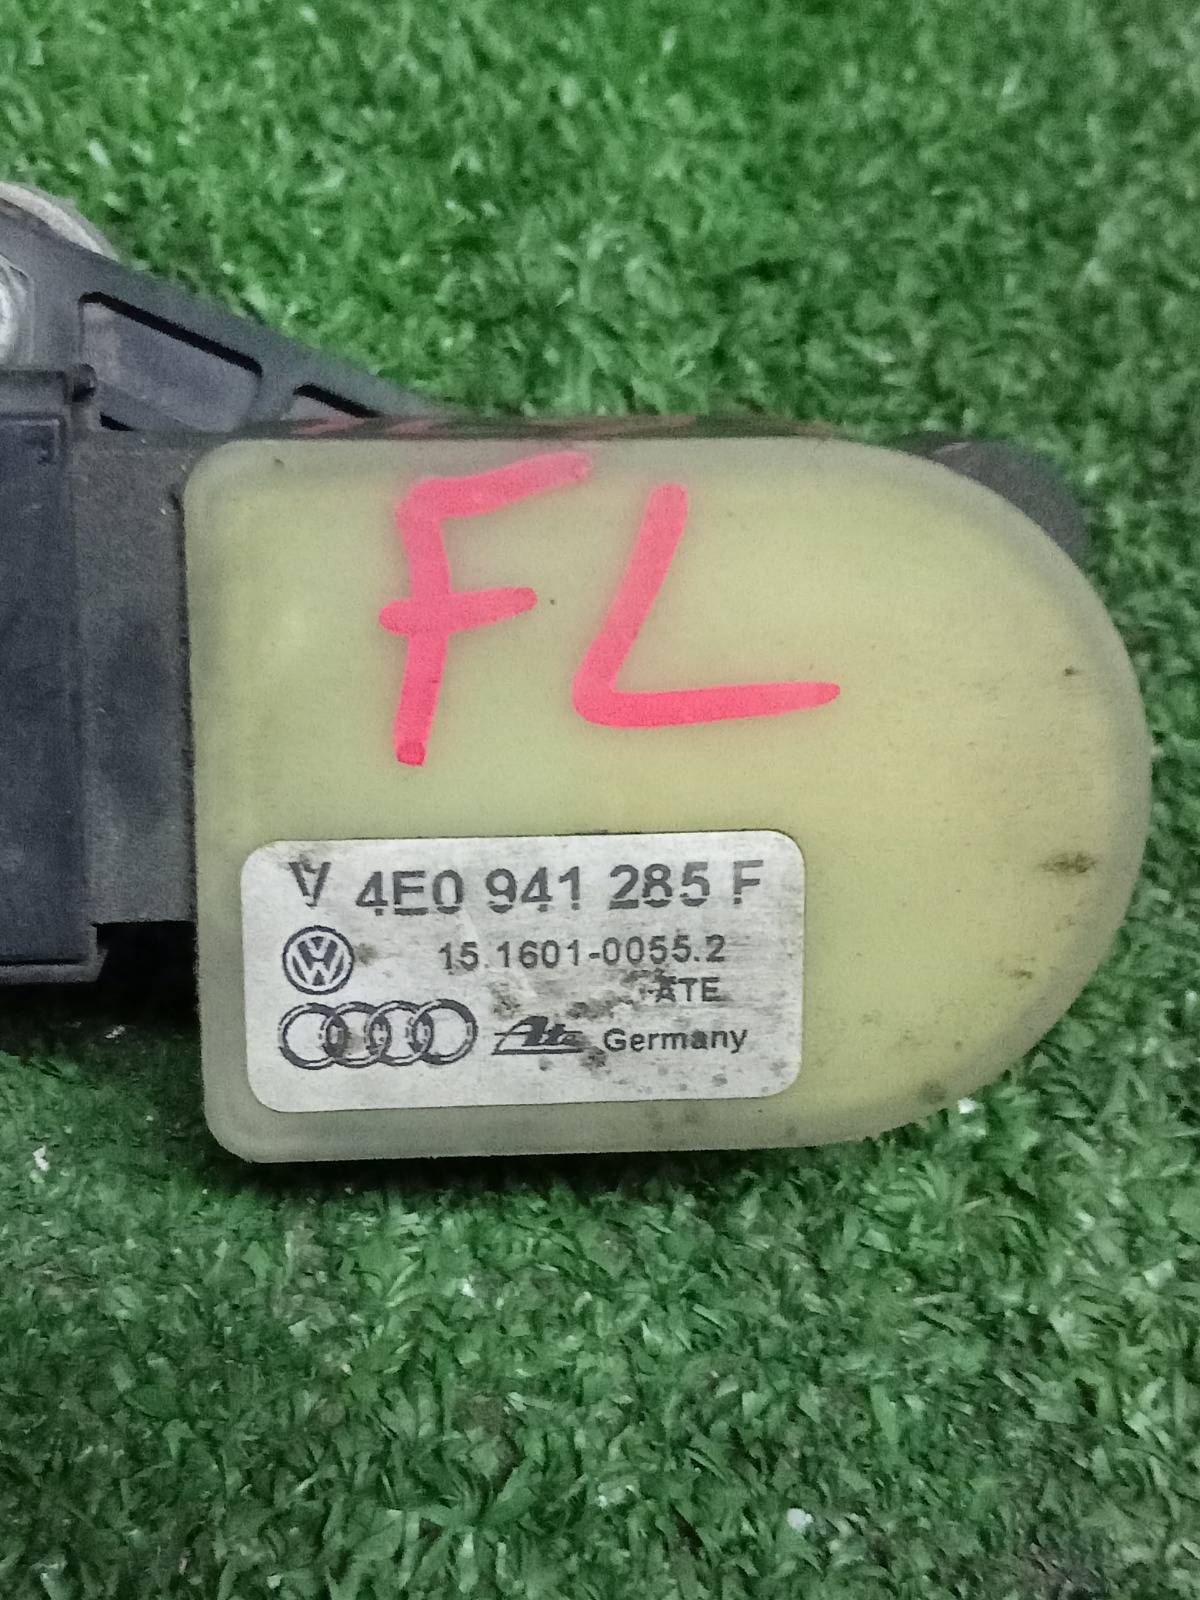 FL
V 4E0 941 285 F
15.1601-0055.2
ATE
Ate Germany